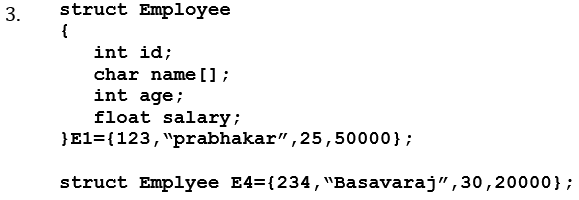 3. struct Employee
{
int id;
char name[];
int age;
float salary;
}E1={123,“prabhakar”,25,50000};
struct Emplyee E4={234,“Basavaraj”,30,20000};